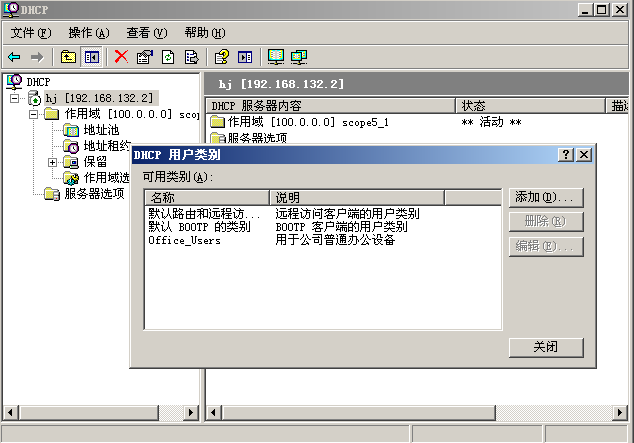 DHCP
文件(F) 操作(A) 查看(V) 帮助(H)
DHCP
hj [192.168.132.2]
作用域 [100.0.0.0] scop
地址池
地址租约
保留
作用域选
服务器选项
hj [192.168.132.2]
DHCP 服务器内容 状态 描述
作用域 [100.0.0.0] scope5_1 ** 活动 **
服务器选项
DHCP 用户类别
可用类别(A):
名称 说明
默认路由和远程访... 远程访问客户端的用户类别
默认 BOOTP 的类别 BOOTP 客户端的用户类别
Office_Users 用于公司普通办公设备
添加(D)...
删除(R)
编辑(E)...
关闭